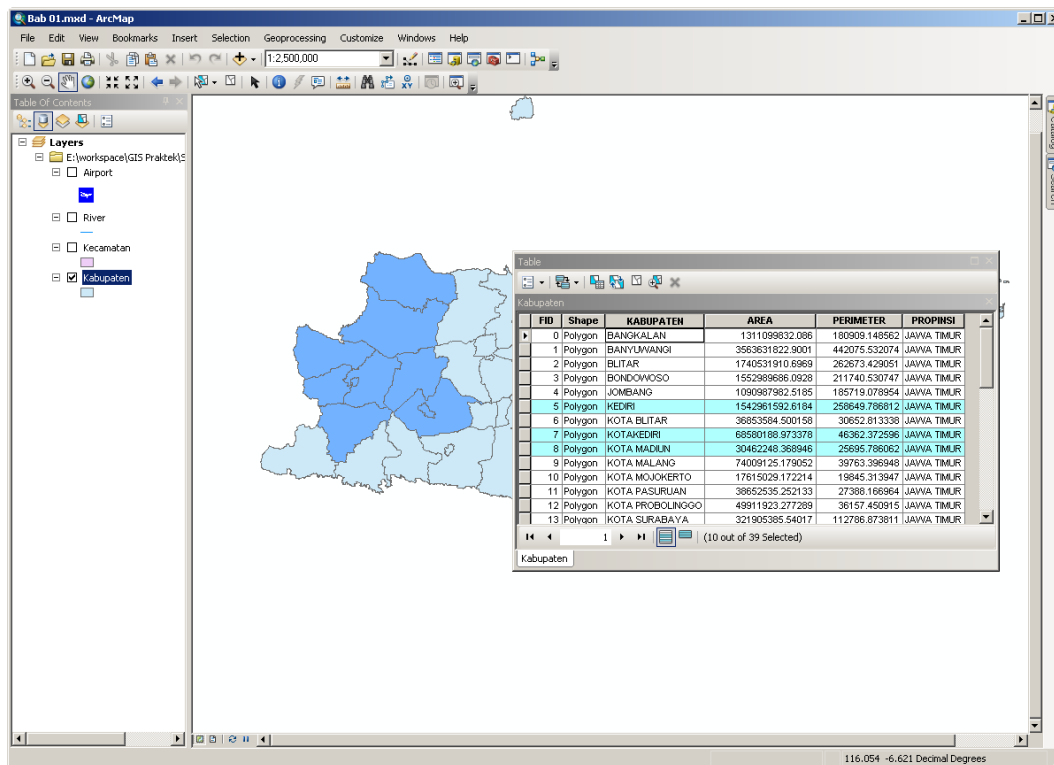 Bab 01.mxd - ArcMap
File Edit View Bookmarks Insert Selection Geoprocessing Customize Windows Help
1:2,500,000
Table Of Contents
Layers
E:\workspace\GIS Praktek\S
Airport
River
Kecamatan
Kabupaten
Table
Kabupaten
FID Shape KABUPATEN AREA PERIMETER PROPINSI
0 Polygon BANGKALAN 1311099832.086 180909.148562 JAWA TIMUR
1 Polygon BANYUWANGI 3563631822.9001 442075.532074 JAWA TIMUR
2 Polygon BLITAR 1740531910.6969 262673.429051 JAWA TIMUR
3 Polygon BONDOWOSO 1552989686.0928 211740.530747 JAWA TIMUR
4 Polygon JOMBANG 1090987982.5185 185719.078954 JAWA TIMUR
5 Polygon KEDIRI 1542961592.6184 258649.786812 JAWA TIMUR
6 Polygon KOTA BLITAR 36853584.500158 30652.813338 JAWA TIMUR
7 Polygon KOTAKEDIRI 68580188.973378 46362.372596 JAWA TIMUR
8 Polygon KOTA MADIUN 30462248.368946 25695.786062 JAWA TIMUR
9 Polygon KOTA MALANG 74009125.179052 39763.396948 JAWA TIMUR
10 Polygon KOTA MOJOKERTO 17615029.172214 19845.313947 JAWA TIMUR
11 Polygon KOTA PASURUAN 38652535.252133 27388.166964 JAWA TIMUR
12 Polygon KOTA PROBOLINGGO 49911923.277289 36157.450915 JAWA TIMUR
13 Polygon KOTA SURABAYA 321905385.54017 112786.873811 JAWA TIMUR
1 (10 out of 39 Selected)
Kabupaten
116.054 -6.621 Decimal Degrees